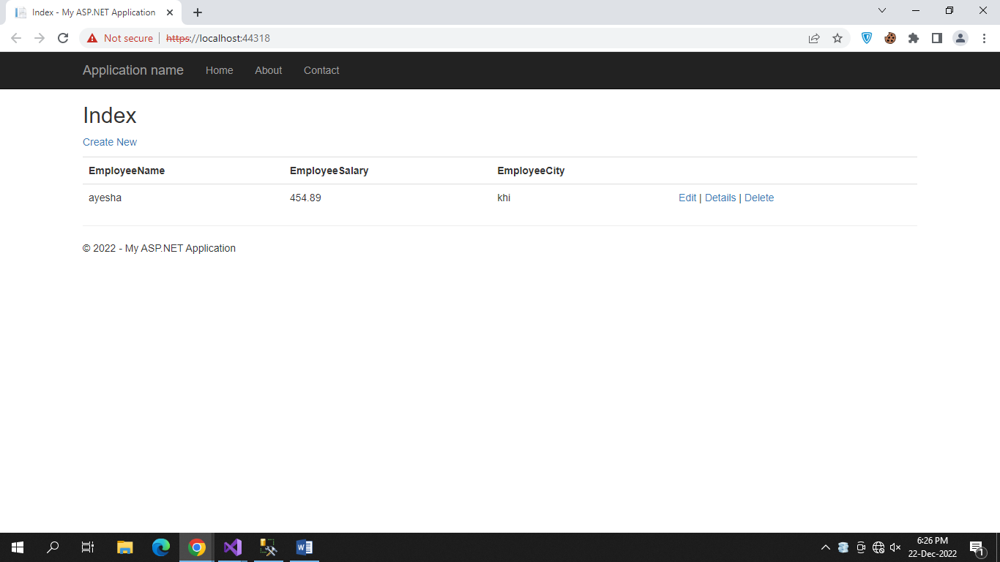 Index - My ASP.NET Application
Not secure | https://localhost:44318
Application name Home About Contact
Index
Create New
EmployeeName EmployeeSalary EmployeeCity
ayesha 454.89 khi Edit | Details | Delete
© 2022 - My ASP.NET Application
6:26 PM
22-Dec-2022
1